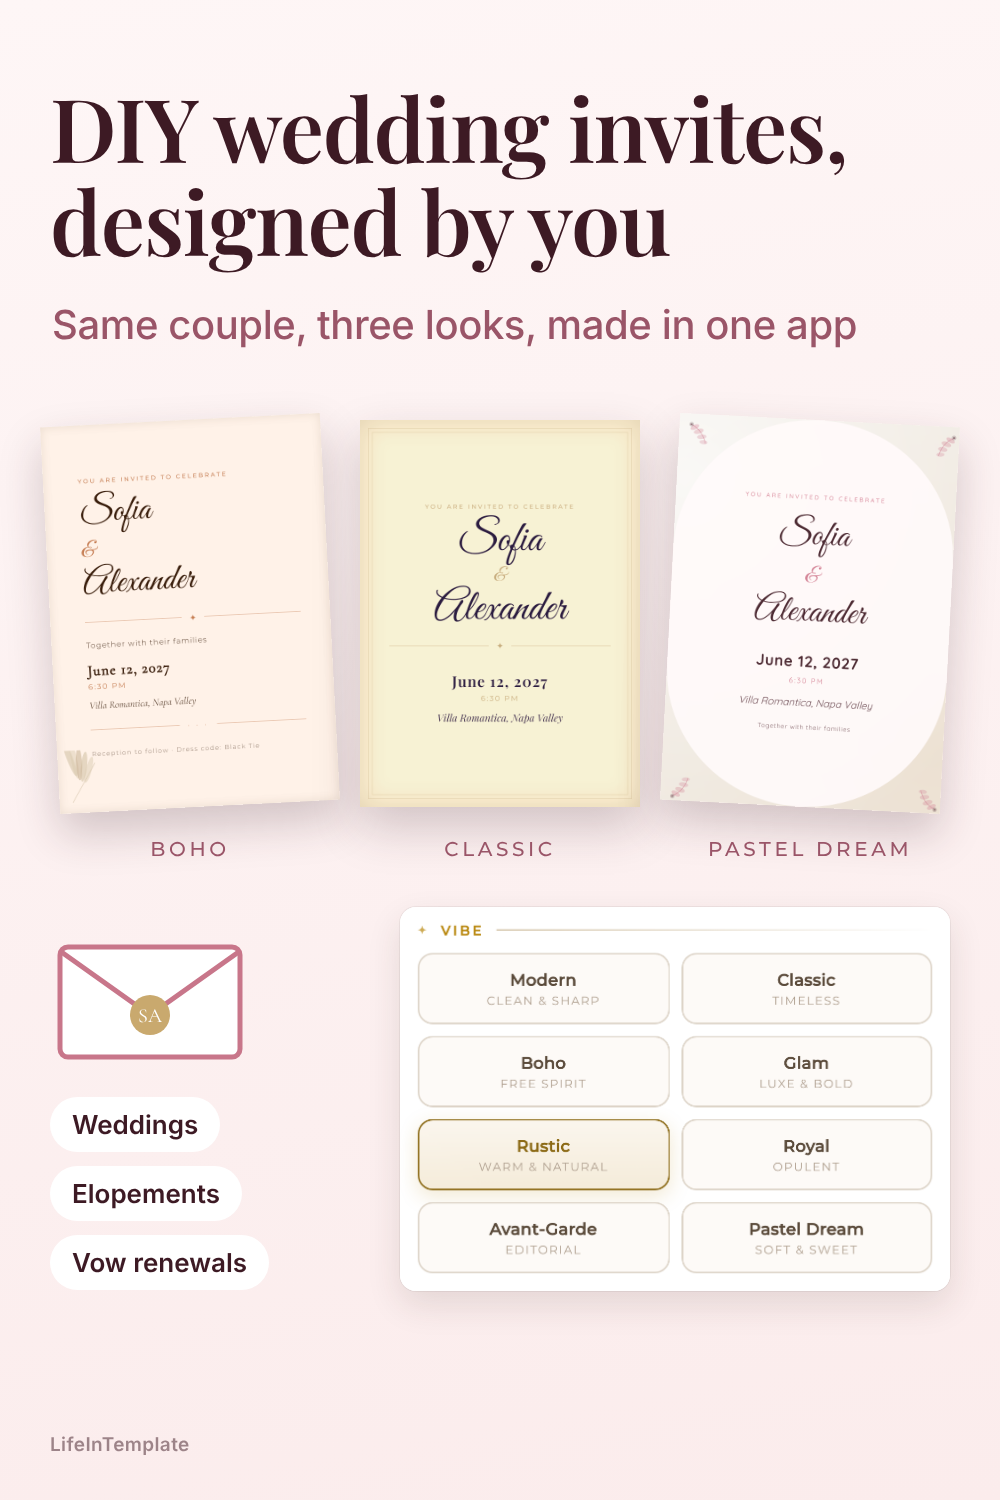 DIY wedding invites,
designed by you
Same couple, three looks, made in one app
YOU ARE INVITED TO CELEBRATE
Sofia
&
Alexander
Together with their families
June 12, 2027
6:30 PM
Villa Romantica, Napa Valley
Reception to follow · Dress code: Black Tie
BOHO
YOU ARE INVITED TO CELEBRATE
Sofia
&
Alexander
June 12, 2027
6:30 PM
Villa Romantica, Napa Valley
CLASSIC
YOU ARE INVITED TO CELEBRATE
Sofia
&
Alexander
June 12, 2027
6:30 PM
Villa Romantica, Napa Valley
Together with their families
PASTEL DREAM
SA
Weddings
Elopements
Vow renewals
VIBE
Modern
CLEAN & SHARP
Classic
TIMELESS
Boho
FREE SPIRIT
Glam
LUXE & BOLD
Rustic
WARM & NATURAL
Royal
OPULENT
Avant-Garde
EDITORIAL
Pastel Dream
SOFT & SWEET
LifeInTemplate